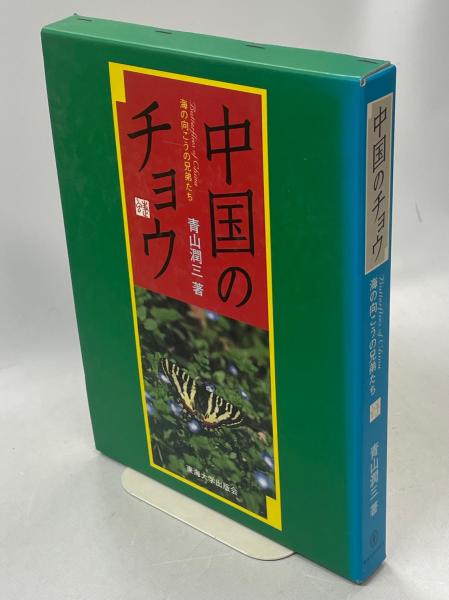 中国の
チョウ
Butterflies of China
海の向こうの兄弟たち
青山潤三 著
東海大学出版会
中国のチョウ
Butterflies of China
海の向こうの兄弟たち
青山潤三 著